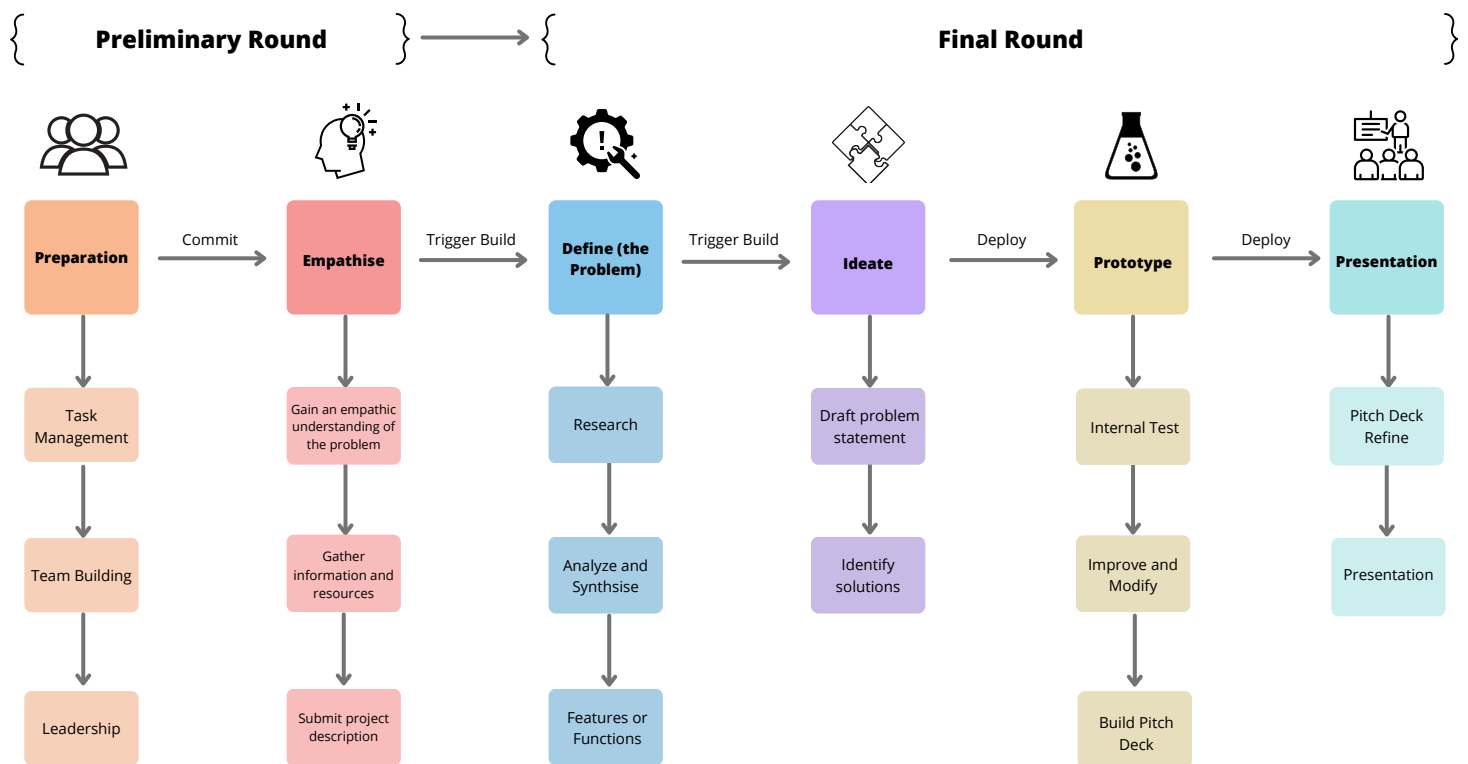 Preliminary Round
Final Round
Preparation
Commit
Empathise
Trigger Build
Define (the
Problem)
Trigger Build
Ideate
Deploy
Prototype
Deploy
Presentation
Task
Management
Gain an empathic
understanding of
the problem
Research
Draft problem
statement
Internal Test
Pitch Deck
Refine
Team Building
Gather
information and
resources
Analyze and
Synthsise
Identify
solutions
Improve and
Modify
Presentation
Leadership
Submit project
description
Features or
Functions
Build Pitch
Deck